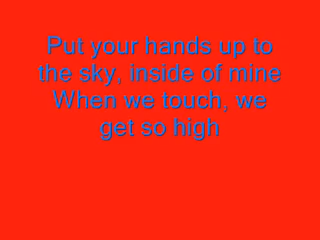 Put your hands up to
the sky, inside of mine
When we touch, we
get so high